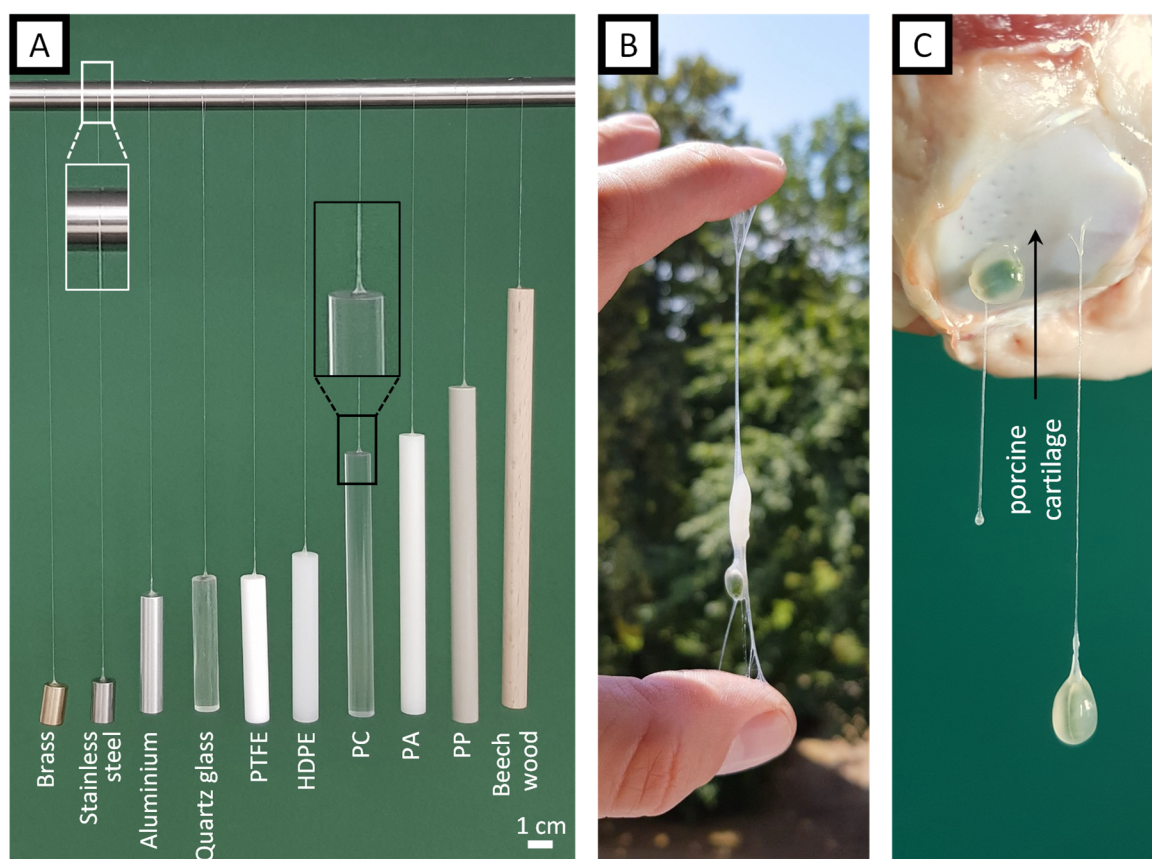 A
B
C
Brass
Stainless
steel
Aluminium
Quartz glass
PTFE
HDPE
PC
PA
PP
Beech
wood
1 cm
porcine
cartilage